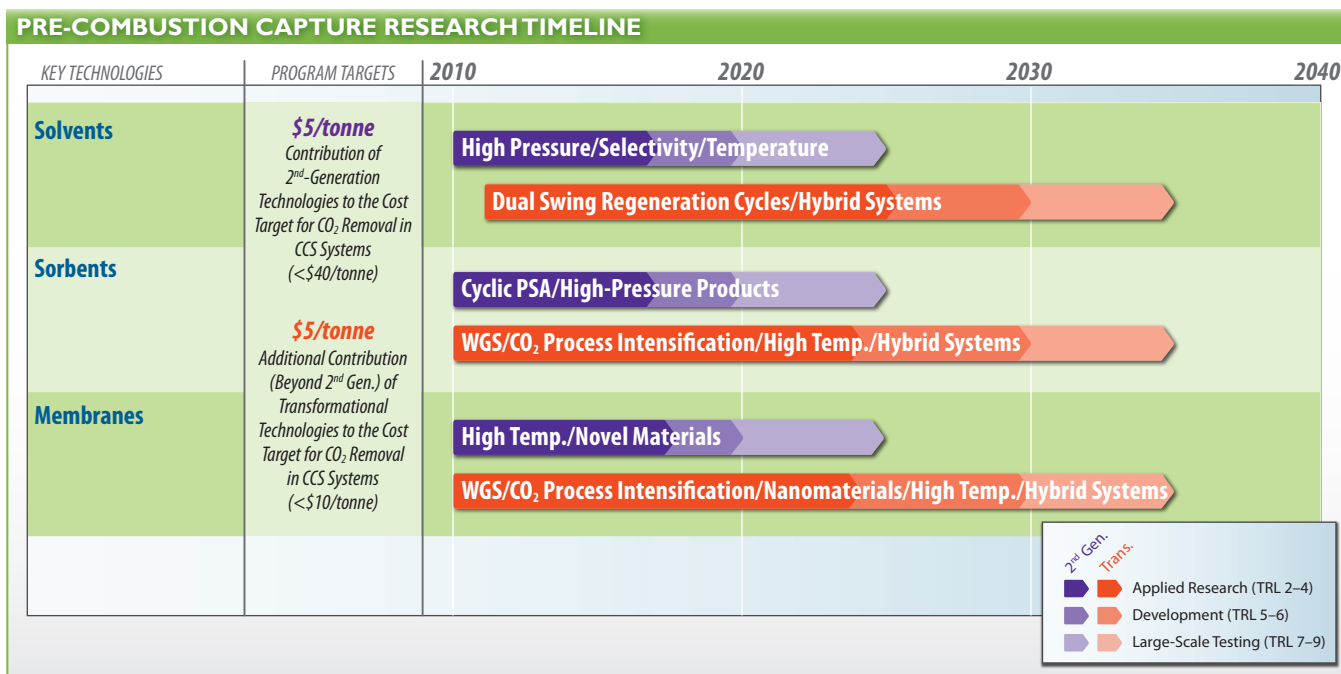 PRE-COMBUSTION CAPTURE RESEARCH TIMELINE
KEY TECHNOLOGIES
PROGRAM TARGETS
2010
2020
2030
2040
Solvents
$5/tonne
Contribution of
2nd-Generation
Technologies to the Cost
Target for CO2 Removal in
CCS Systems
(<$40/tonne)
High Pressure/Selectivity/Temperature
Dual Swing Regeneration Cycles/Hybrid Systems
Sorbents
Cyclic PSA/High-Pressure Products
$5/tonne
Additional Contribution
(Beyond 2nd Gen.) of
Transformational
Technologies to the Cost
Target for CO2 Removal
in CCS Systems
(<$10/tonne)
WGS/CO2 Process Intensification/High Temp./Hybrid Systems
Membranes
High Temp./Novel Materials
WGS/CO2 Process Intensification/Nanomaterials/High Temp./Hybrid Systems
2nd Gen.
Trans.
Applied Research (TRL 2–4)
Development (TRL 5–6)
Large-Scale Testing (TRL 7–9)